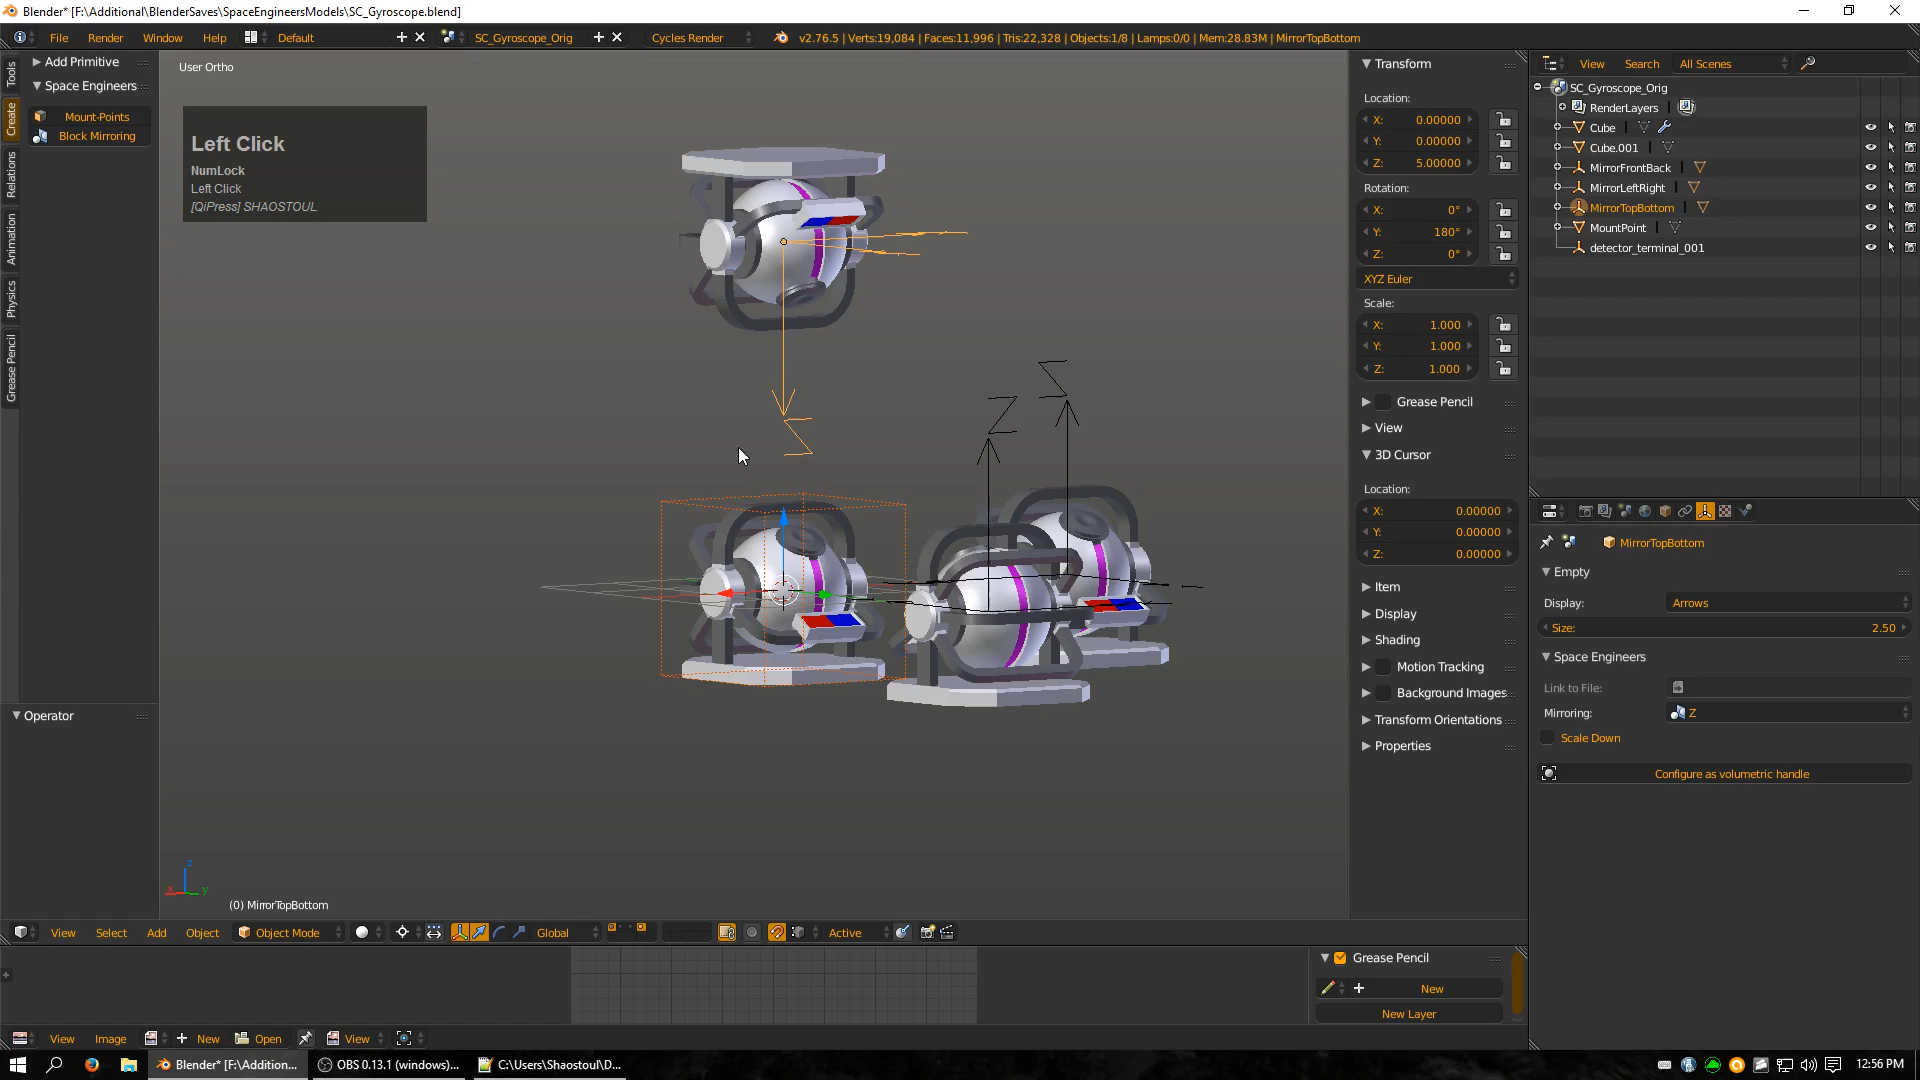 Blender* [F:\Additional\BlenderSaves\SpaceEngineersModels\SC_Gyroscope.blend]
File Render Window Help Default SC_Gyroscope_Orig Cycles Render v2.76.5 | Verts:19,084 | Faces:11,996 | Tris:22,328 | Objects:1/8 | Lamps:0/0 | Mem:28.83M | MirrorTopBottom
Tools
Create
Relations
Animation
Physics
Grease Pencil
Add Primitive
Space Engineers
Mount-Points
Block Mirroring
Operator
User Ortho
Left Click
NumLock
Left Click
[QiPress] SHAOSTOUL
Z
Z
Z
z
x
y
(0) MirrorTopBottom
Transform
Location:
X: 0.00000
Y: 0.00000
Z: 5.00000
Rotation:
X: 0°
Y: 180°
Z: 0°
XYZ Euler
Scale:
X: 1.000
Y: 1.000
Z: 1.000
Grease Pencil
View
3D Cursor
Location:
X: 0.00000
Y: 0.00000
Z: 0.00000
Item
Display
Shading
Motion Tracking
Background Images
Transform Orientations
Properties
View Search All Scenes
SC_Gyroscope_Orig
RenderLayers
Cube
Cube.001
MirrorFrontBack
MirrorLeftRight
MirrorTopBottom
MountPoint
detector_terminal_001
MirrorTopBottom
Empty
Display: Arrows
Size: 2.50
Space Engineers
Link to File:
Mirroring: Z
Scale Down
Configure as volumetric handle
View Select Add Object Object Mode Global Active
Grease Pencil
New
New Layer
View Image New Open View
Blender* [F:\Addition... OBS 0.13.1 (windows)... C:\Users\Shaostoul\D... 12:56 PM